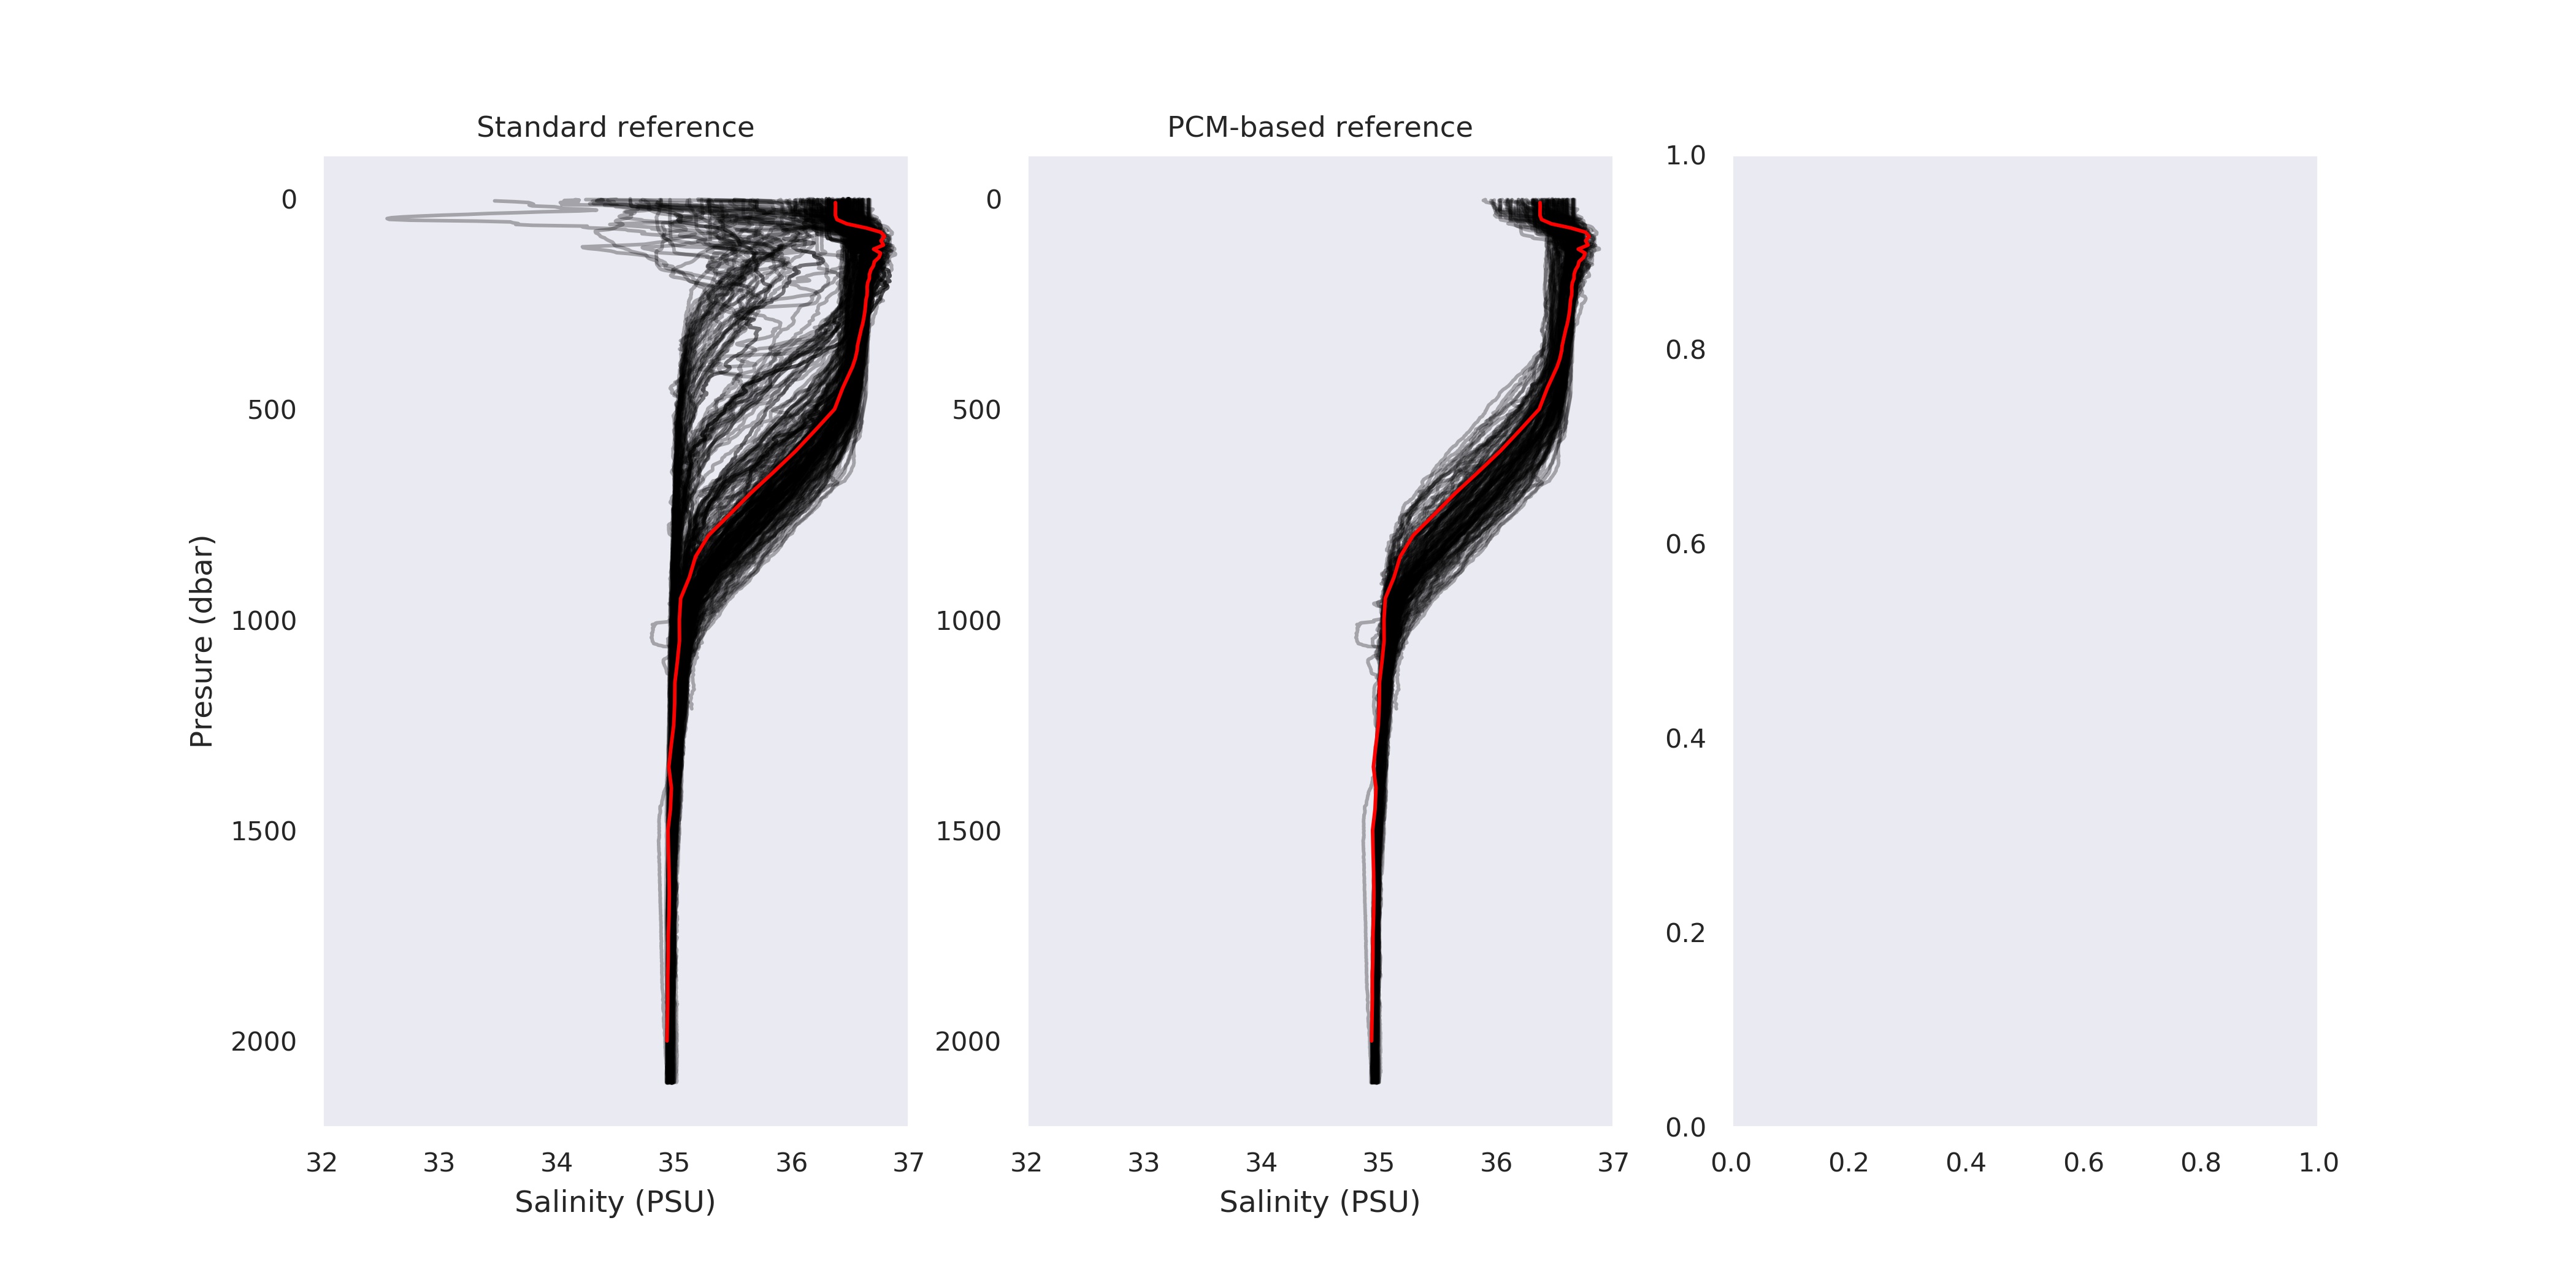 Standard reference
PCM-based reference
Presure (dbar)
0
500
1000
1500
2000
32 33 34 35 36 37
Salinity (PSU)
0
500
1000
1500
2000
32 33 34 35 36 37
Salinity (PSU)
1.0
0.8
0.6
0.4
0.2
0.0
0.0 0.2 0.4 0.6 0.8 1.0